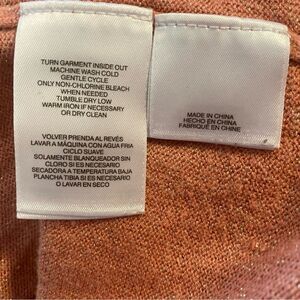 TURN GARMENT INSIDE OUT
MACHINE WASH COLD
GENTLE CYCLE
ONLY NON-CHLORINE BLEACH
WHEN NEEDED
TUMBLE DRY LOW
WARM IRON IF NECESSARY
OR DRY CLEAN
VOLVER PRENDA AL REVÉS
LAVAR A MÁQUINA CON AGUA FRIA
CICLO SUAVE
SOLAMENTE BLANQUEADOR SIN
CLORO SI ES NECESARIO
SECADORA A TEMPERATURA BAJA
PLANCHA TIBIA SI ES NECESARIO
O LAVAR EN SECO
MADE IN CHINA
HECHO EN CHINA
FABRIQUÉ EN CHINE